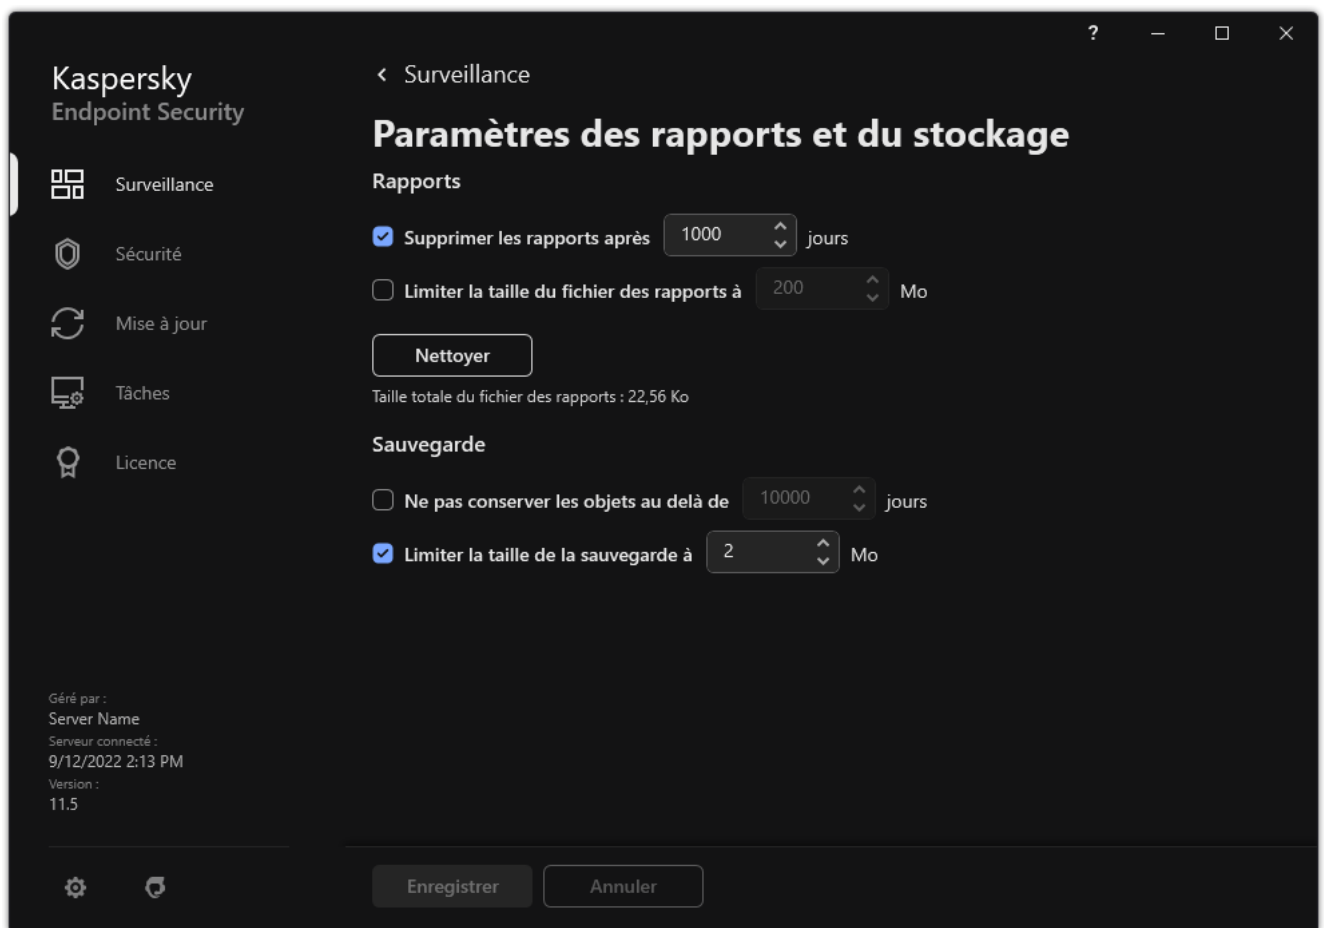 ?
Kaspersky
Endpoint Security
Surveillance
Sécurité
Mise à jour
Tâches
Licence
Géré par :
Server Name
Serveur connecté :
9/12/2022 2:13 PM
Version :
11.5
Surveillance
Paramètres des rapports et du stockage
Rapports
Supprimer les rapports après 1000 jours
Limiter la taille du fichier des rapports à 200 Mo
Nettoyer
Taille totale du fichier des rapports : 22,56 Ko
Sauvegarde
Ne pas conserver les objets au delà de 10000 jours
Limiter la taille de la sauvegarde à 2 Mo
Enregistrer Annuler